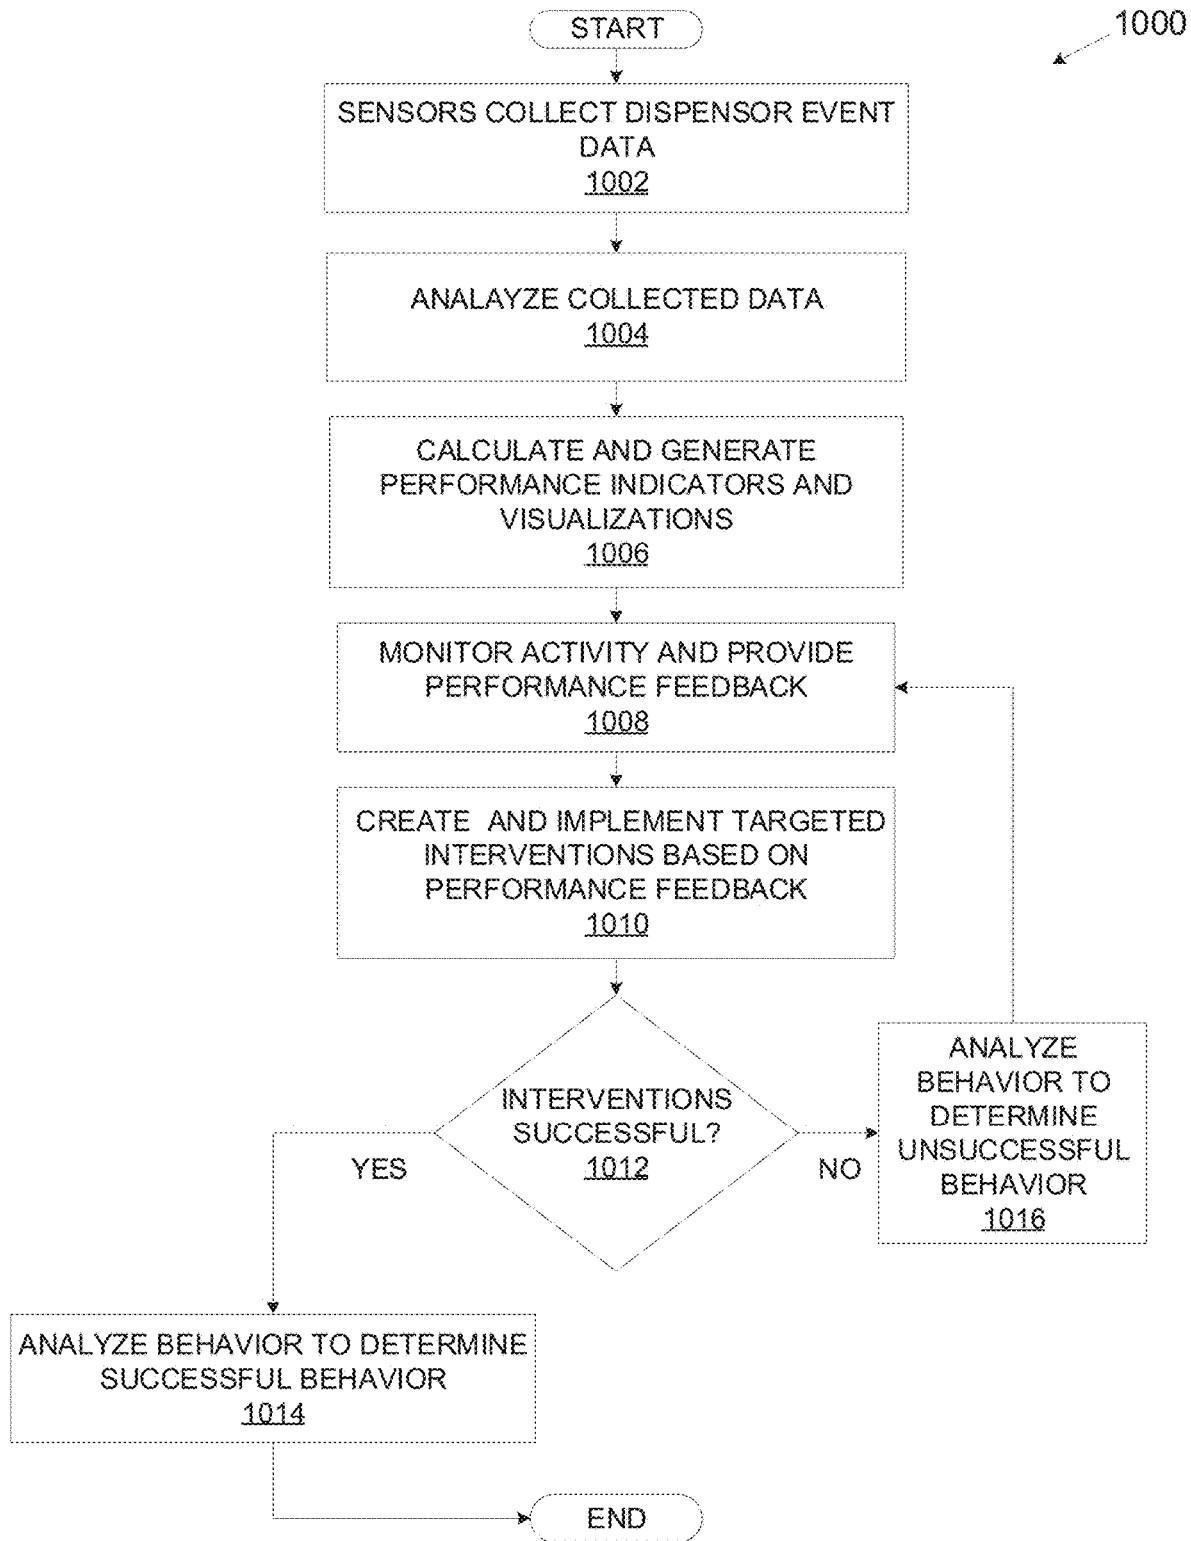 1000
START
SENSORS COLLECT DISPENSOR EVENT
DATA
1002
ANALAYZE COLLECTED DATA
1004
CALCULATE AND GENERATE
PERFORMANCE INDICATORS AND
VISUALIZATIONS
1006
MONITOR ACTIVITY AND PROVIDE
PERFORMANCE FEEDBACK
1008
CREATE AND IMPLEMENT TARGETED
INTERVENTIONS BASED ON
PERFORMANCE FEEDBACK
1010
INTERVENTIONS
SUCCESSFUL?
1012
YES
NO
ANALYZE
BEHAVIOR TO
DETERMINE
UNSUCCESSFUL
BEHAVIOR
1016
ANALYZE BEHAVIOR TO DETERMINE
SUCCESSFUL BEHAVIOR
1014
END